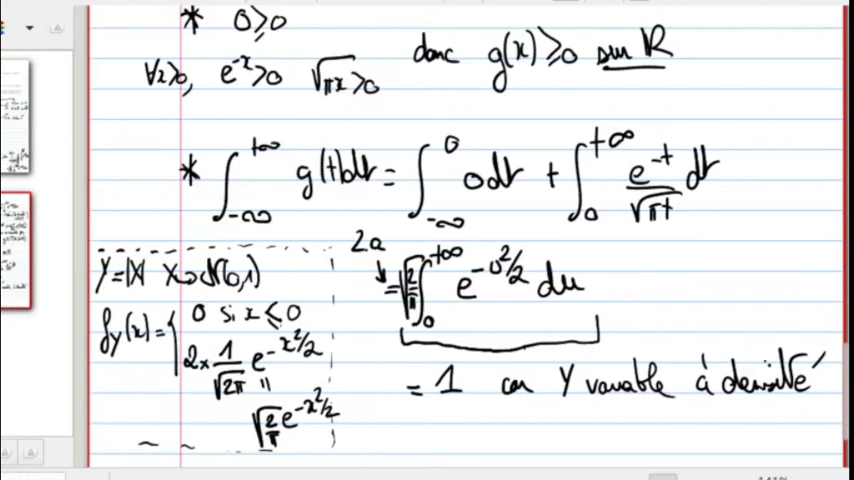 * 0 ≥ 0
∀x>0, e^{-x}>0 √(πx)>0 donc g(x) ≥ 0 sur ℝ
* ∫_{-∞}^{+∞} g(t)dt = ∫_{-∞}^{0} 0dt + ∫_{0}^{+∞} e^{-t}/√(πt) dt
2a
↓
= √(2/π) ∫_{0}^{+∞} e^{-u²/2} du
= 1 car Y variable à densité
Y=|X| X↪N(0,1)
f_Y(x) = { 0 si x ≤ 0
2 × 1/√(2π) e^{-x²/2}
"
√(2/π) e^{-x²/2}